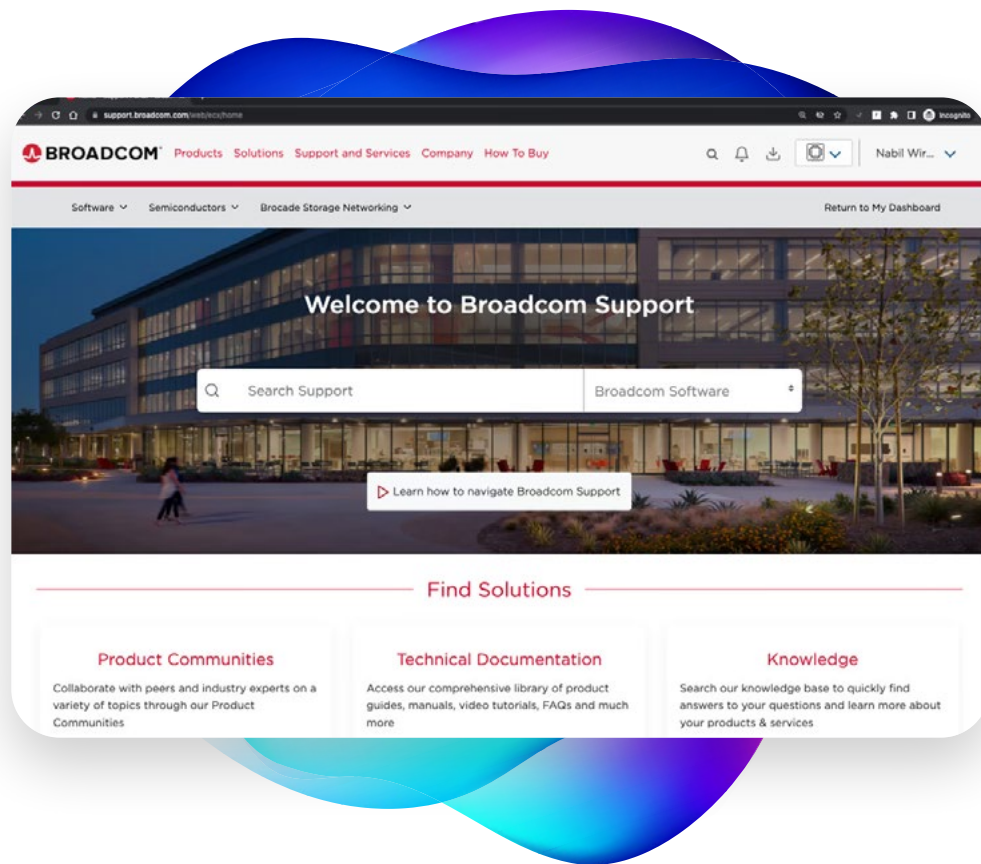 support.broadcom.com/web/ecx/home
Incognito
BROADCOM Products Solutions Support and Services Company How To Buy Nabil Wir...
Software Semiconductors Brocade Storage Networking Return to My Dashboard
Welcome to Broadcom Support
Search Support Broadcom Software
Learn how to navigate Broadcom Support
Find Solutions
Product Communities
Collaborate with peers and industry experts on a
variety of topics through our Product
Communities
Technical Documentation
Access our comprehensive library of product
guides, manuals, video tutorials, FAQs and much
more
Knowledge
Search our knowledge base to quickly find
answers to your questions and learn more about
your products & services